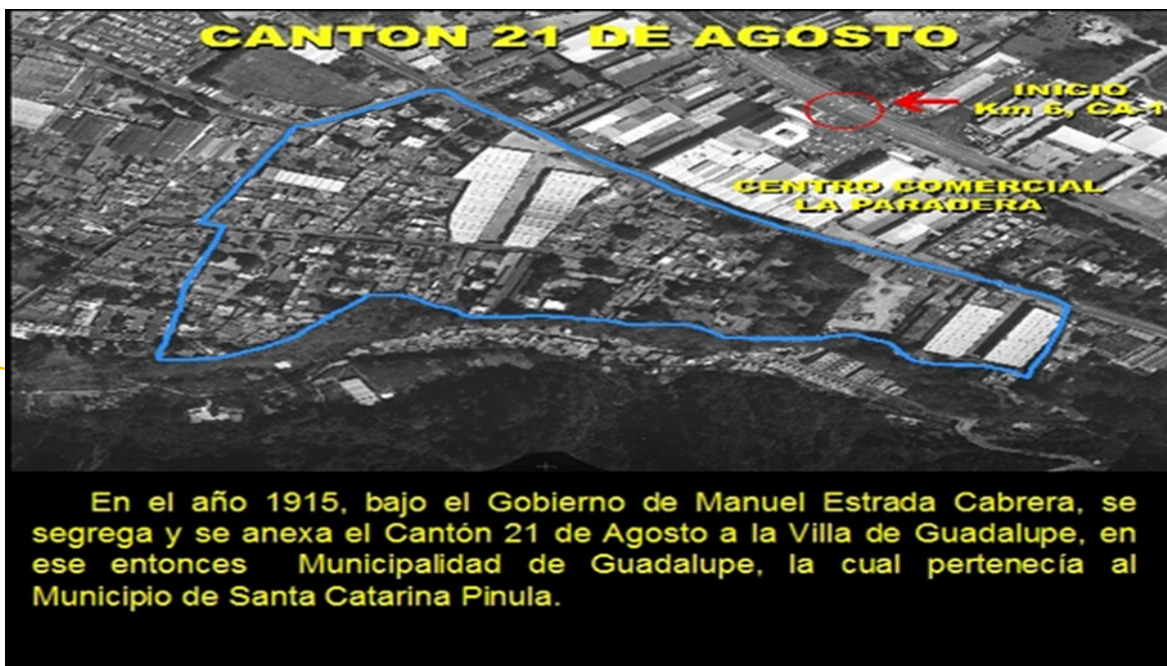 CANTON 21 DE AGOSTO
INICIO
Km 6, CA-1
CENTRO COMERCIAL
LA PARADERA
En el año 1915, bajo el Gobierno de Manuel Estrada Cabrera, se
segrega y se anexa el Cantón 21 de Agosto a la Villa de Guadalupe, en
ese entonces Municipalidad de Guadalupe, la cual pertenecía al
Municipio de Santa Catarina Pinula.